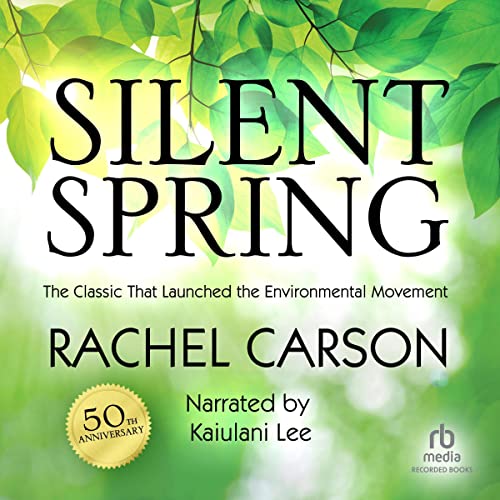 SILENT
SPRING
The Classic That Launched the Environmental Movement
RACHEL CARSON
50TH
ANNIVERSARY
Narrated by
Kaiulani Lee
rb
media
RECORDED BOOKS